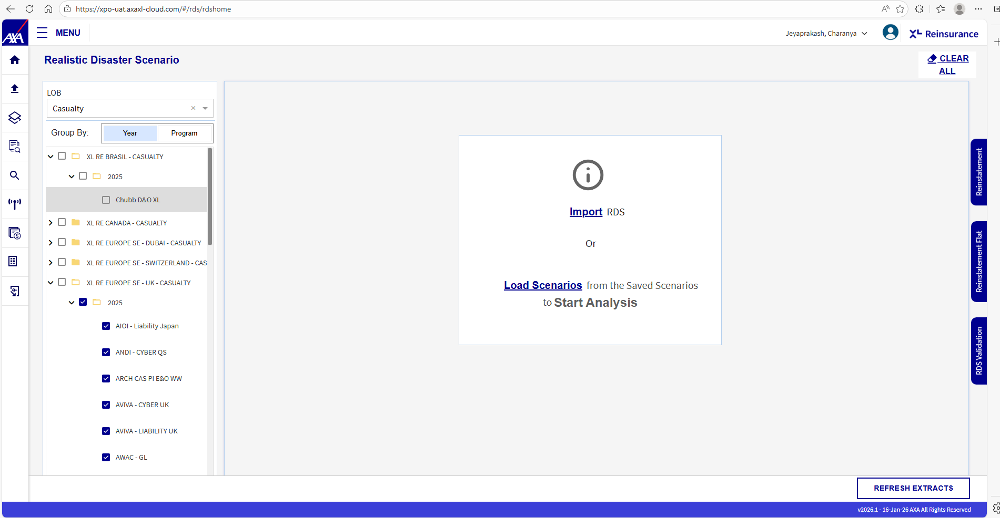 https://xpo-uat.axaxl-cloud.com/#/rds/rdshome
AXA
MENU
Jeyaprakash, Charanya
XL Reinsurance
Realistic Disaster Scenario
CLEAR
ALL
LOB
Casualty
Group By:
Year
Program
XL RE BRASIL - CASUALTY
2025
Chubb D&O XL
XL RE CANADA - CASUALTY
XL RE EUROPE SE - DUBAI - CASUALTY
XL RE EUROPE SE - SWITZERLAND - CAS
XL RE EUROPE SE - UK - CASUALTY
2025
AIOI - Liability Japan
ANDI - CYBER QS
ARCH CAS PI E&O WW
AVIVA - CYBER UK
AVIVA - LIABILITY UK
AWAC - GL
Import RDS
Or
Load Scenarios from the Saved Scenarios
to Start Analysis
Reinstatement
Reinstatement Flat
RDS Validation
REFRESH EXTRACTS
v2026.1 - 16-Jan-26 AXA All Rights Reserved